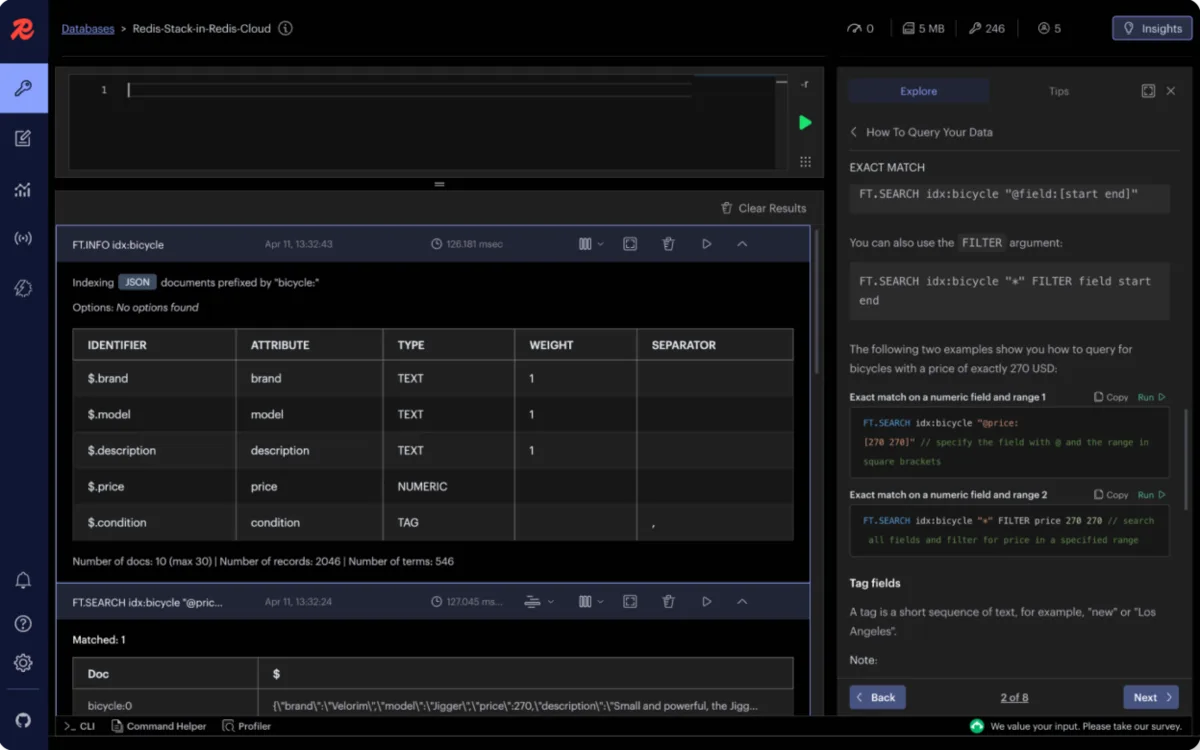 Databases > Redis-Stack-in-Redis-Cloud
0 5 MB 246 5
Insights
1
-r
Clear Results
FT.INFO idx:bicycle Apr 11, 13:32:43 126.181 msec
Indexing JSON documents prefixed by "bicycle:"
Options: No options found
IDENTIFIER ATTRIBUTE TYPE WEIGHT SEPARATOR
$.brand brand TEXT 1
$.model model TEXT 1
$.description description TEXT 1
$.price price NUMERIC
$.condition condition TAG ,
Number of docs: 10 (max 30) | Number of records: 2046 | Number of terms: 546
FT.SEARCH idx:bicycle "@pric... Apr 11, 13:32:24 127.045 ms...
Matched: 1
Doc $
bicycle:0 {\"brand\":\"Velorim\",\"model\":\"Jigger\",\"price\":270,\"description\":\"Small and powerful, the Jigg...
Explore Tips
How To Query Your Data
EXACT MATCH
FT.SEARCH idx:bicycle "@field:[start end]"
You can also use the FILTER argument:
FT.SEARCH idx:bicycle "*" FILTER field start
end
The following two examples show you how to query for
bicycles with a price of exactly 270 USD:
Exact match on a numeric field and range 1 Copy Run
FT.SEARCH idx:bicycle "@price:
[270 270]" // specify the field with @ and the range in
square brackets
Exact match on a numeric field and range 2 Copy Run
FT.SEARCH idx:bicycle "*" FILTER price 270 270 // search
all fields and filter for price in a specified range
Tag fields
A tag is a short sequence of text, for example, "new" or "Los
Angeles".
Note:
Back 2 of 8 Next
>_ CLI Command Helper Profiler
We value your input. Please take our survey.